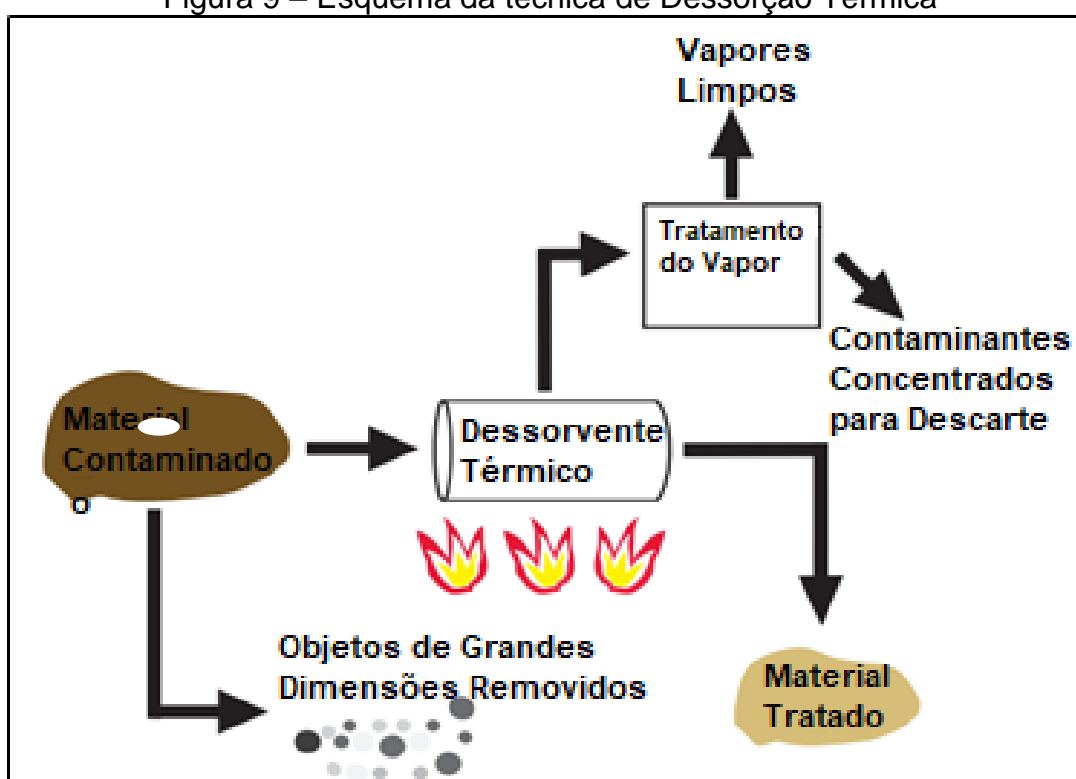 Figura 9 – Esquema da técnica de Dessorção Térmica
Vapores
Limpos
Tratamento
do Vapor
Contaminantes
Concentrados
para Descarte
Material
Contaminado
o
Dessorvente
Térmico
Objetos de Grandes
Dimensões Removidos
Material
Tratado